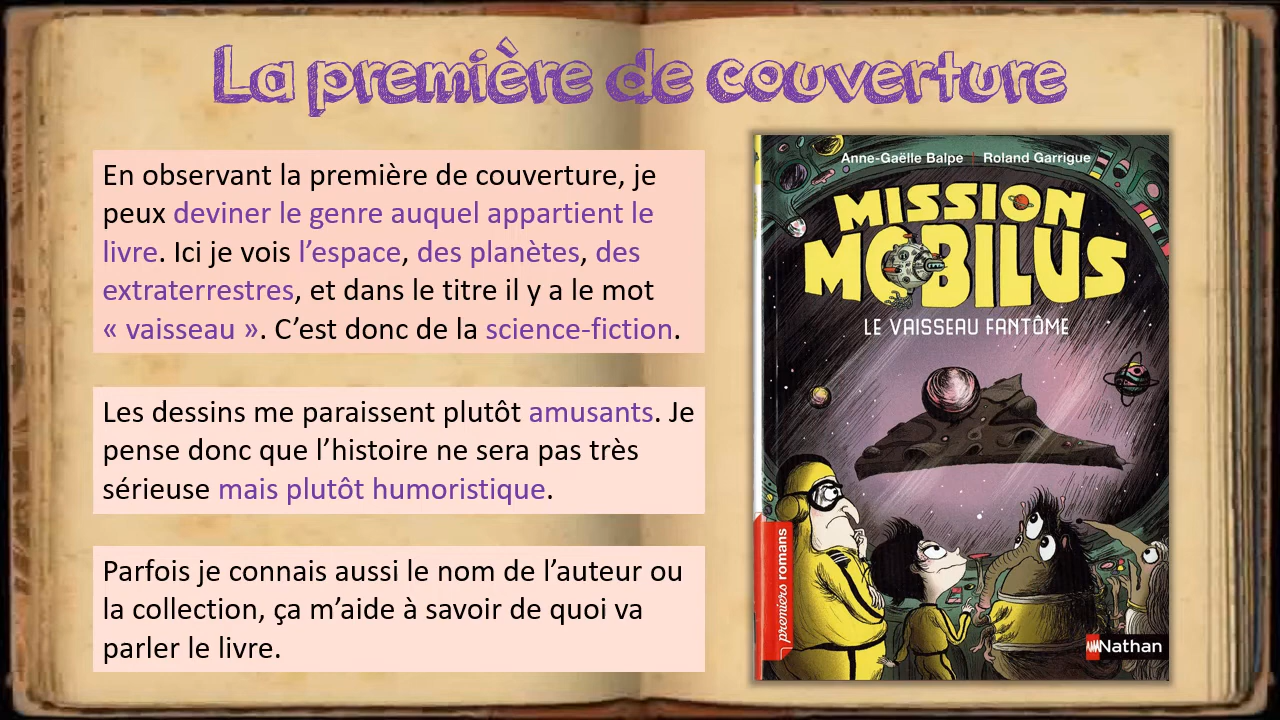 La première de couverture
En observant la première de couverture, je
peux deviner le genre auquel appartient le
livre. Ici je vois l’espace, des planètes, des
extraterrestres, et dans le titre il y a le mot
« vaisseau ». C’est donc de la science-fiction.
Les dessins me paraissent plutôt amusants. Je
pense donc que l’histoire ne sera pas très
sérieuse mais plutôt humoristique.
Parfois je connais aussi le nom de l’auteur ou
la collection, ça m’aide à savoir de quoi va
parler le livre.
Anne-Gaëlle Balpe Roland Garrigue
MISSION
MOBILUS
LE VAISSEAU FANTÔME
premiers romans
Nathan